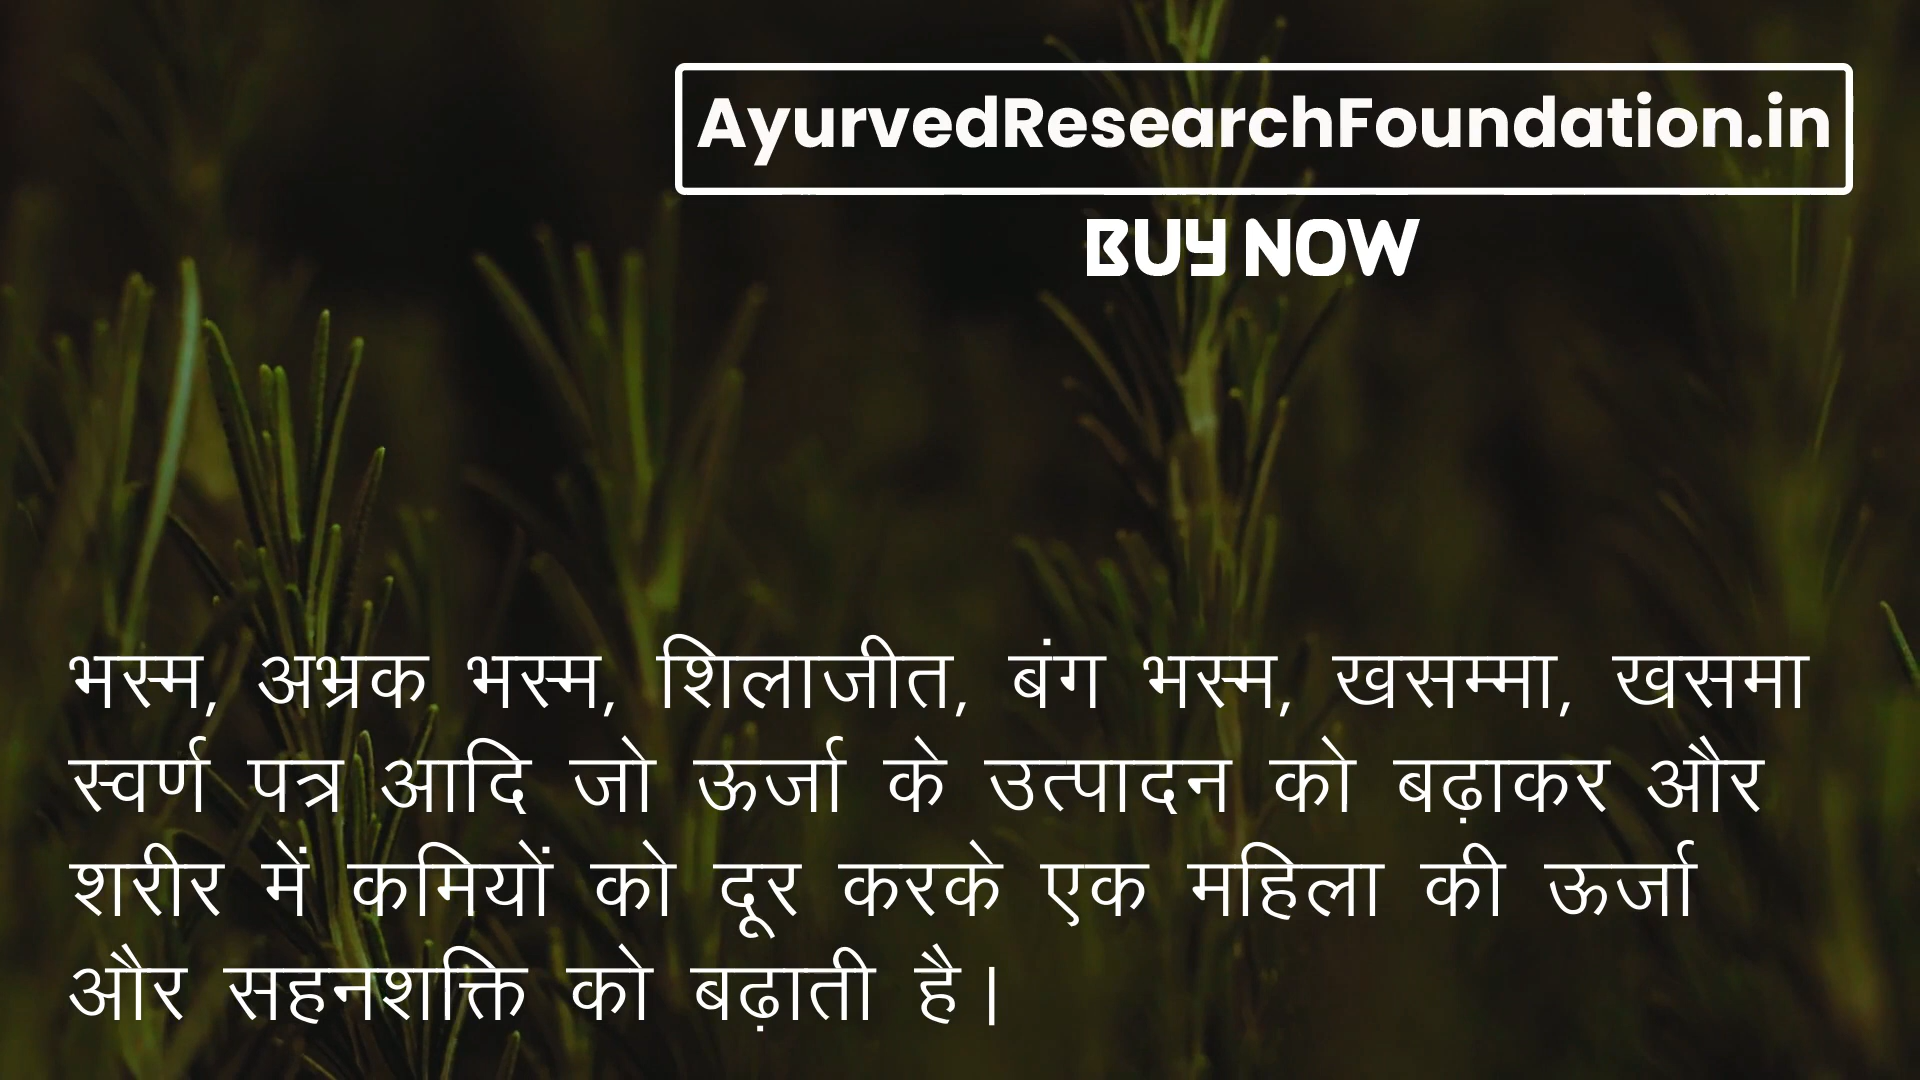 AyurvedResearchFoundation.in
BUY NOW
भस्म, अभ्रक भस्म, शिलाजीत, बंग भस्म, खसम्मा, खसमा
स्वर्ण पत्र आदि जो ऊर्जा के उत्पादन को बढ़ाकर और
शरीर में कमियों को दूर करके एक महिला की ऊर्जा
और सहनशक्ति को बढ़ाती है।